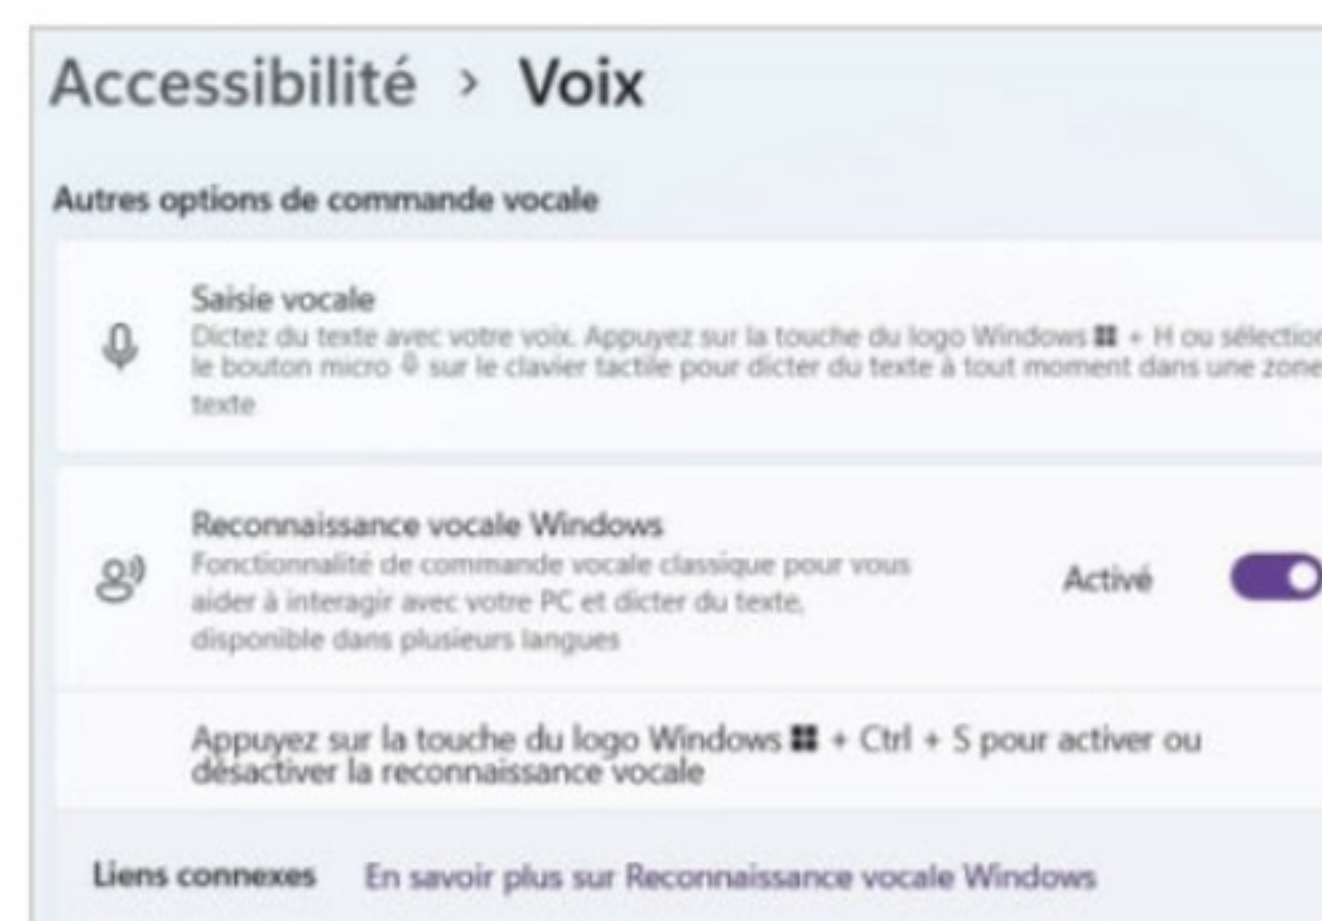 Accessibilité > Voix
Autres options de commande vocale
Saisie vocale
Dictez du texte avec votre voix. Appuyez sur la touche du logo Windows + H ou sélection
le bouton micro sur le clavier tactile pour dicter du texte à tout moment dans une zone
texte
Reconnaissance vocale Windows
Fonctionnalité de commande vocale classique pour vous
aider à interagir avec votre PC et dicter du texte,
disponible dans plusieurs langues
Activé
Appuyez sur la touche du logo Windows + Ctrl + S pour activer ou
désactiver la reconnaissance vocale
Liens connexes En savoir plus sur Reconnaissance vocale Windows